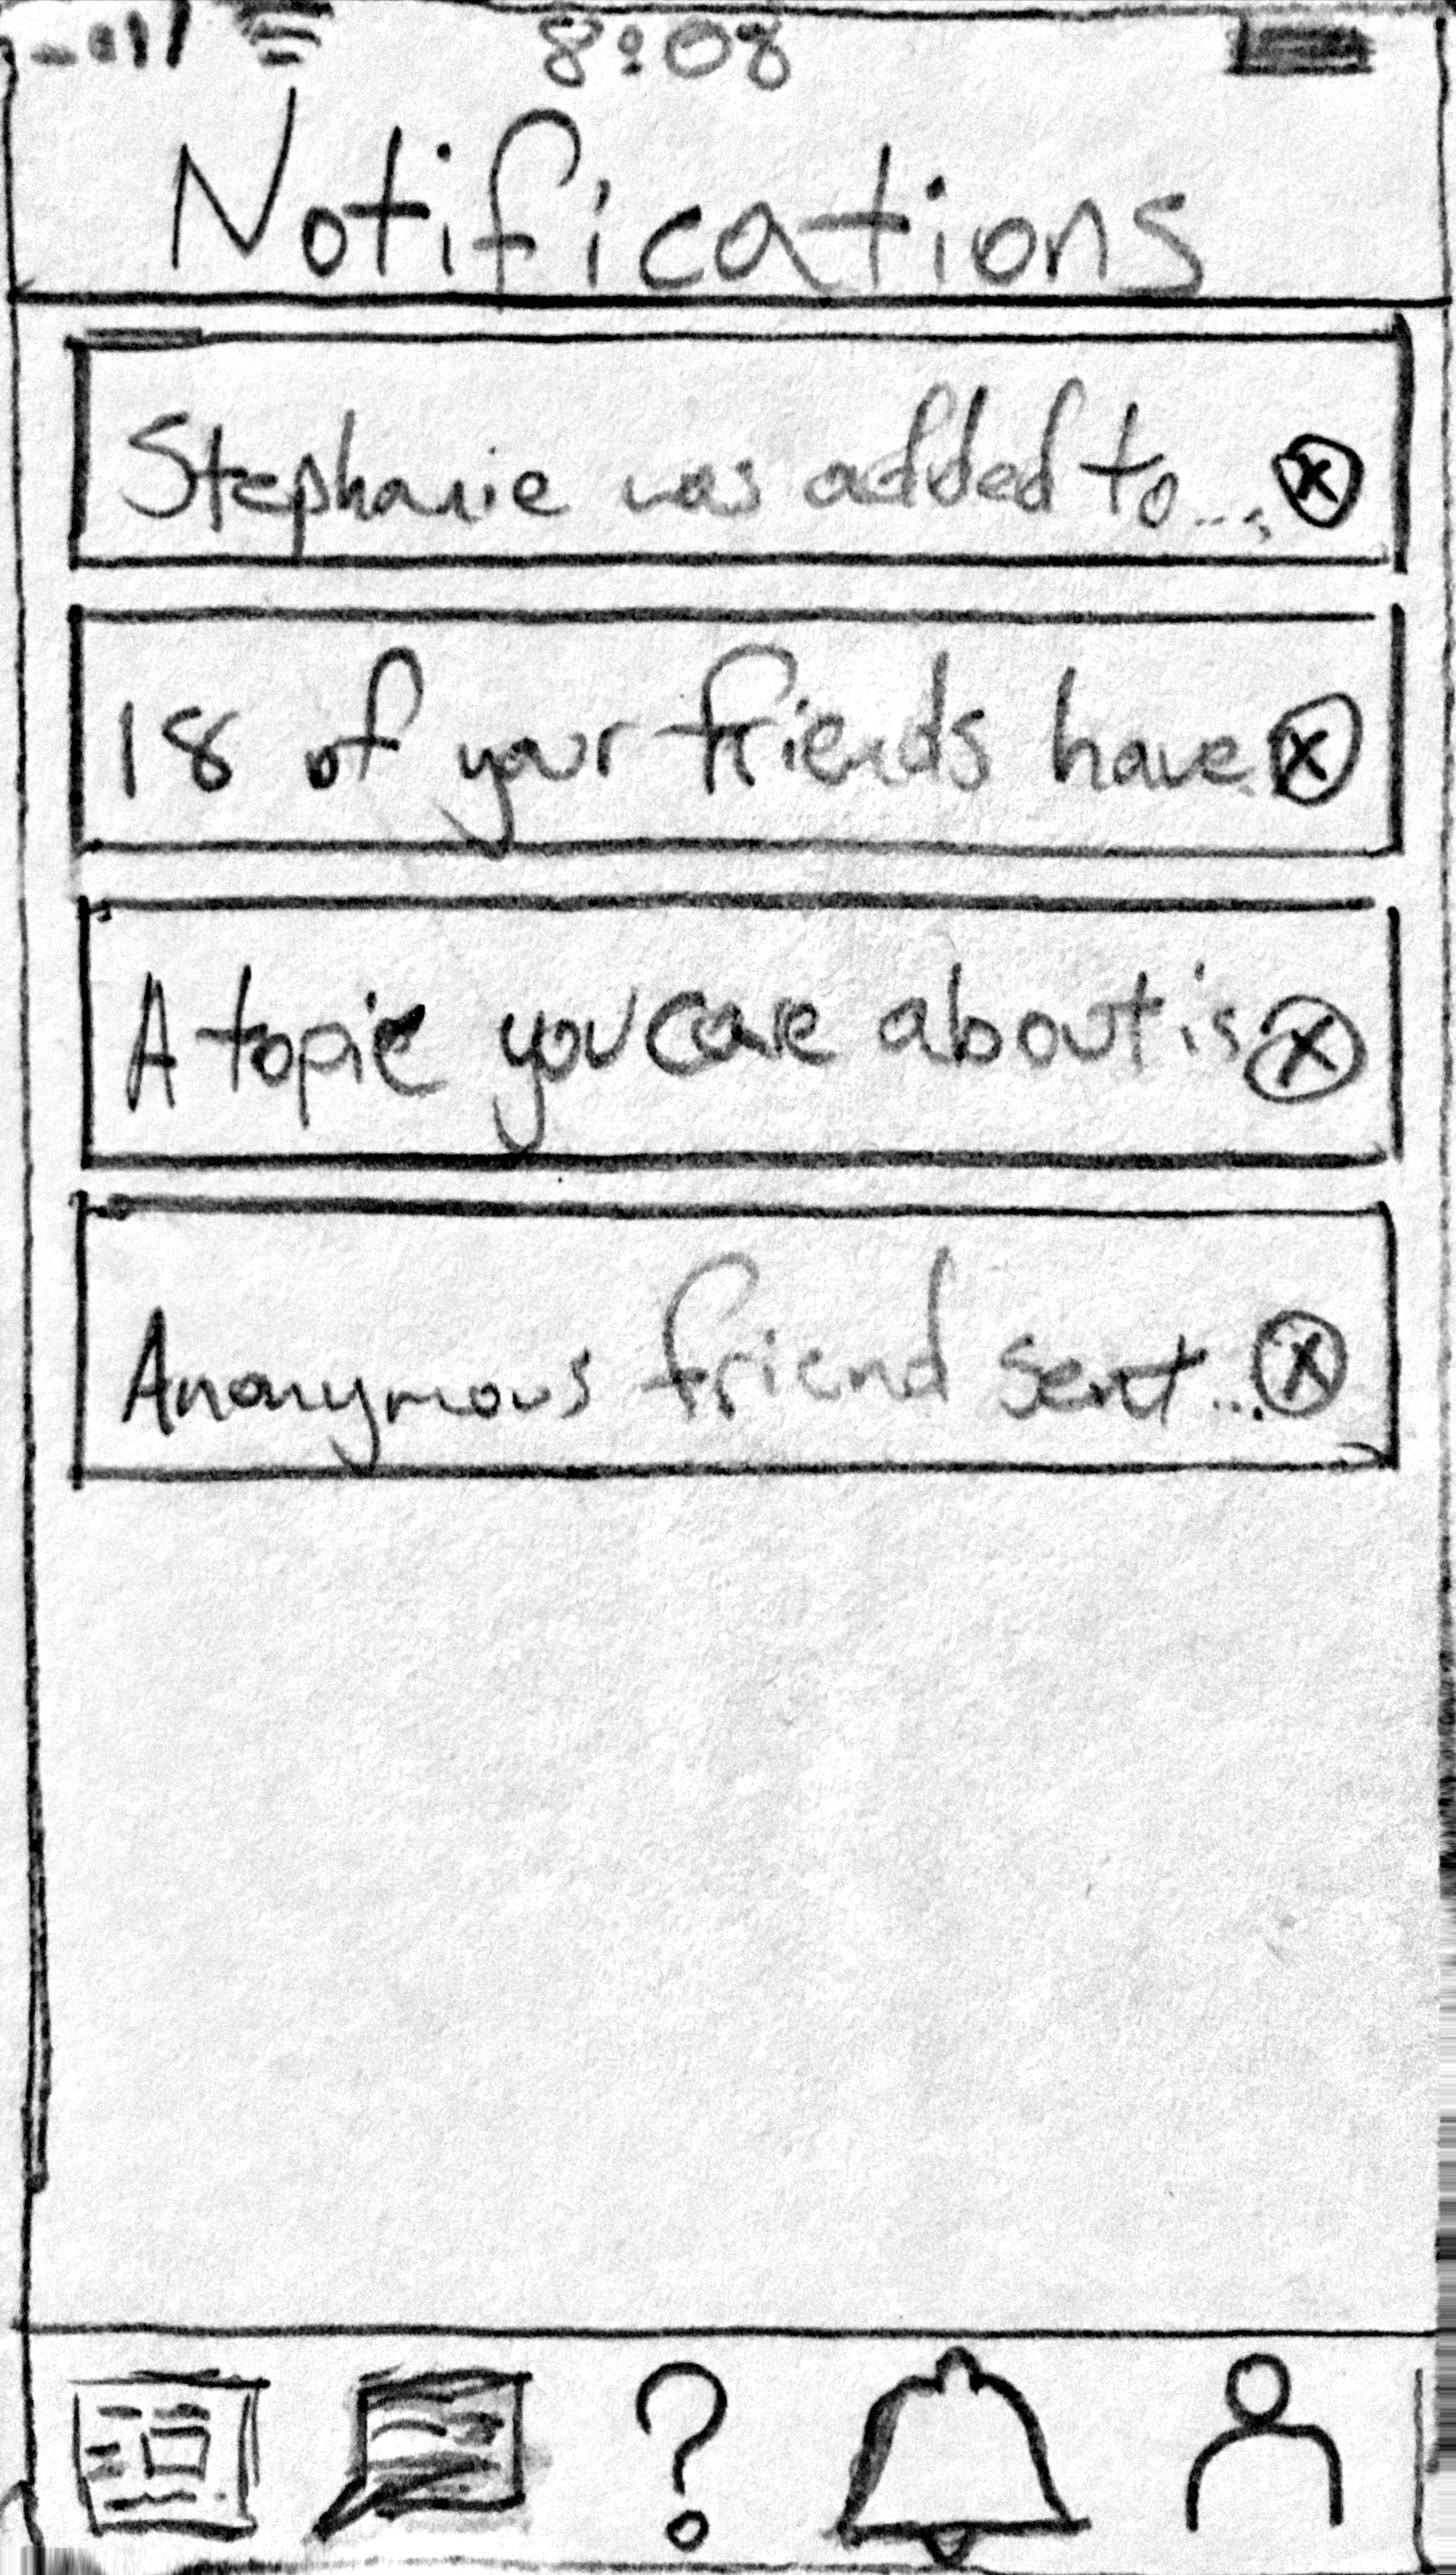 8:08
Notifications
Stephanie was added to...
18 of your friends have
A topic you care about is
Anonymous friend sent...
?